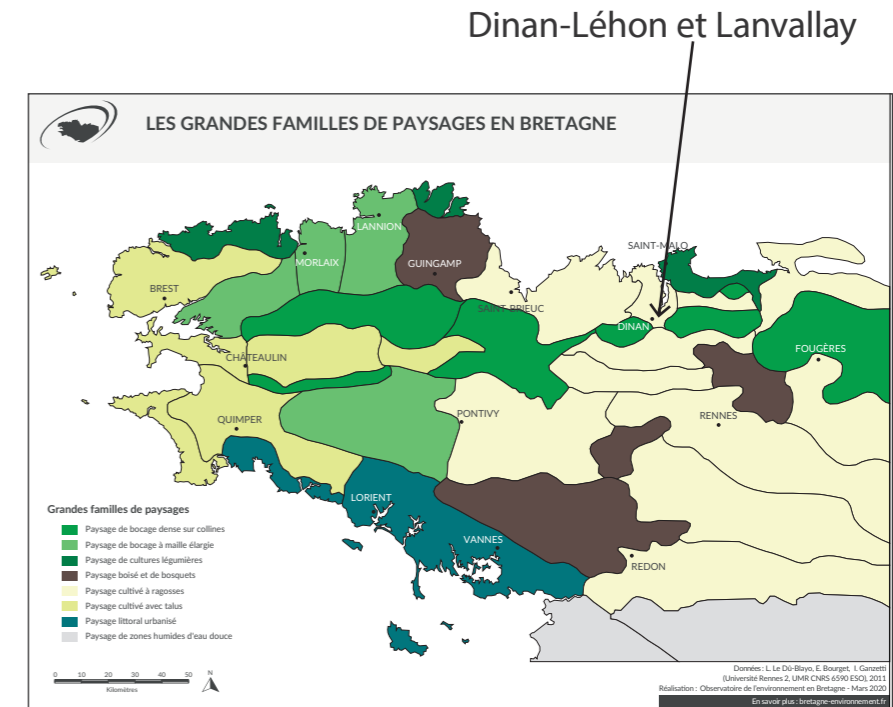 Dinan-Léhon et Lanvallay
LES GRANDES FAMILLES DE PAYSAGES EN BRETAGNE
LANNION
MORLAIX
GUINGAMP
SAINT-MALO
BREST
SAINT-BRIEUC
DINAN
FOUGÈRES
CHÂTEAULIN
QUIMPER
PONTIVY
RENNES
LORIENT
VANNES
REDON
Grandes familles de paysages
Paysage de bocage dense sur collines
Paysage de bocage à maille élargie
Paysage de cultures légumières
Paysage boisé et de bosquets
Paysage cultivé à ragosses
Paysage cultivé avec talus
Paysage littoral urbanisé
Paysage de zones humides d'eau douce
0 10 20 30 40 50
Kilomètres
N
Données : L. Le Dû-Blayo, E. Bourget, I. Ganzetti
(Université Rennes 2, UMR CNRS 6590 ESO), 2011
Réalisation : Observatoire de l'environnement en Bretagne - Mars 2020
En savoir plus : bretagne-environnement.fr